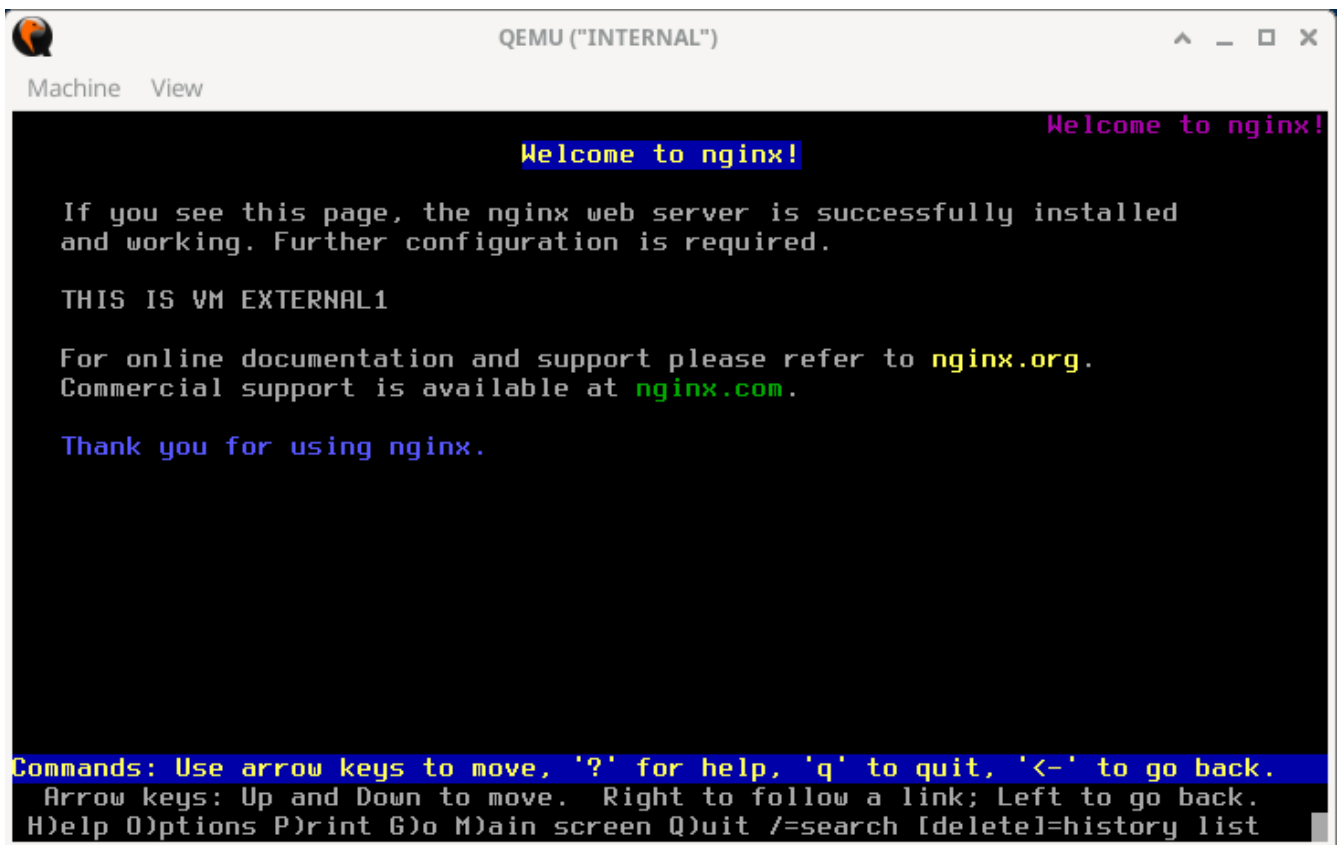 QEMU ("INTERNAL")
Machine View
Welcome to nginx!
Welcome to nginx!
If you see this page, the nginx web server is successfully installed
and working. Further configuration is required.
THIS IS VM EXTERNAL1
For online documentation and support please refer to nginx.org.
Commercial support is available at nginx.com.
Thank you for using nginx.
Commands: Use arrow keys to move, '?' for help, 'q' to quit, '<-' to go back.
Arrow keys: Up and Down to move. Right to follow a link; Left to go back.
H)elp O)ptions P)rint G)o M)ain screen Q)uit /=search [delete]=history list